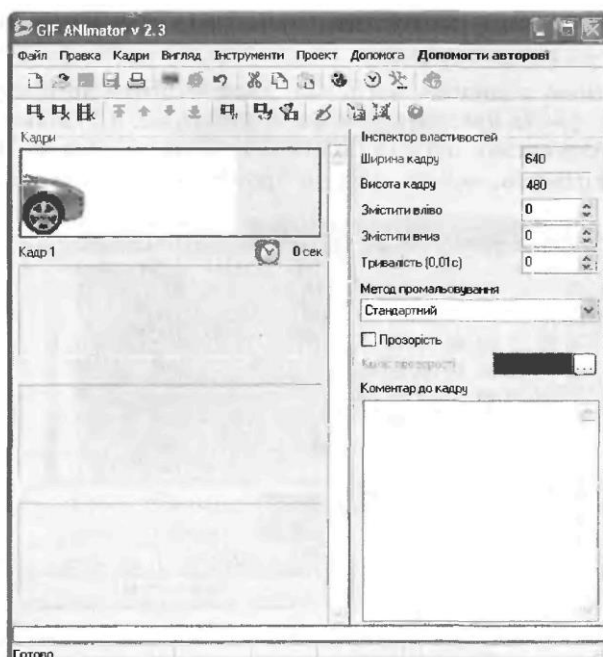 GIF ANImator v 2.3
Файл Правка Кадри Вигляд Інструменти Проект Допомога Допомогти авторові
Кадри
Кадр 1
0 сек
Інспектор властивостей
Ширина кадру 640
Висота кадру 480
Змістити вліво 0
Змістити вниз 0
Тривалість (0,01с) 0
Метод промальовування
Стандартний
Прозорість
Колір прозорості
...
Коментар до кадру
Готово